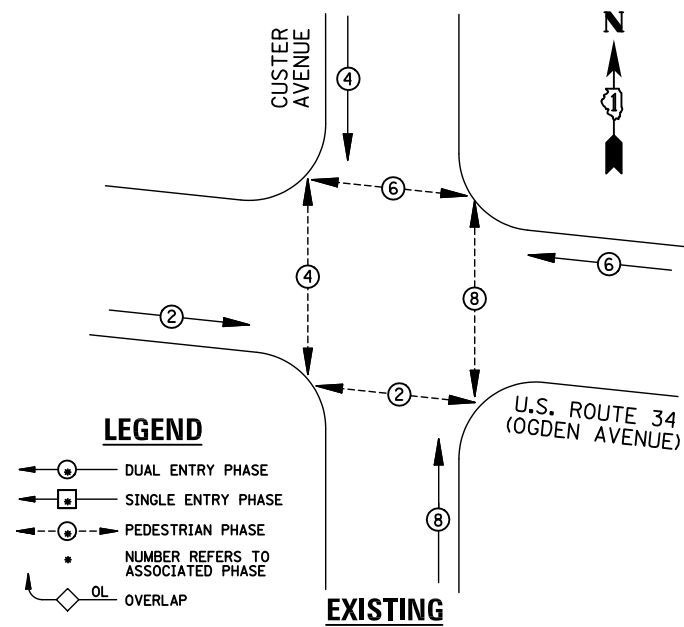 CUSTER
AVENUE
N
1
4
6
4
8
6
2
2
U.S. ROUTE 34
(OGDEN AVENUE)
8
LEGEND
* DUAL ENTRY PHASE
* SINGLE ENTRY PHASE
* PEDESTRIAN PHASE
* NUMBER REFERS TO
ASSOCIATED PHASE
OL OVERLAP
EXISTING